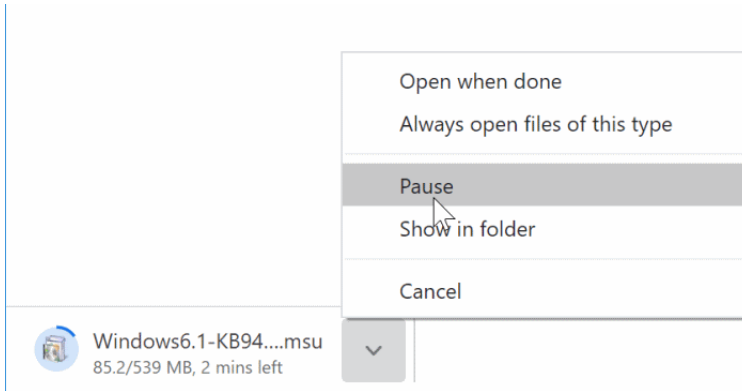 Open when done
Always open files of this type
Pause
Show in folder
Cancel
Windows6.1-KB94....msu
85.2/539 MB, 2 mins left